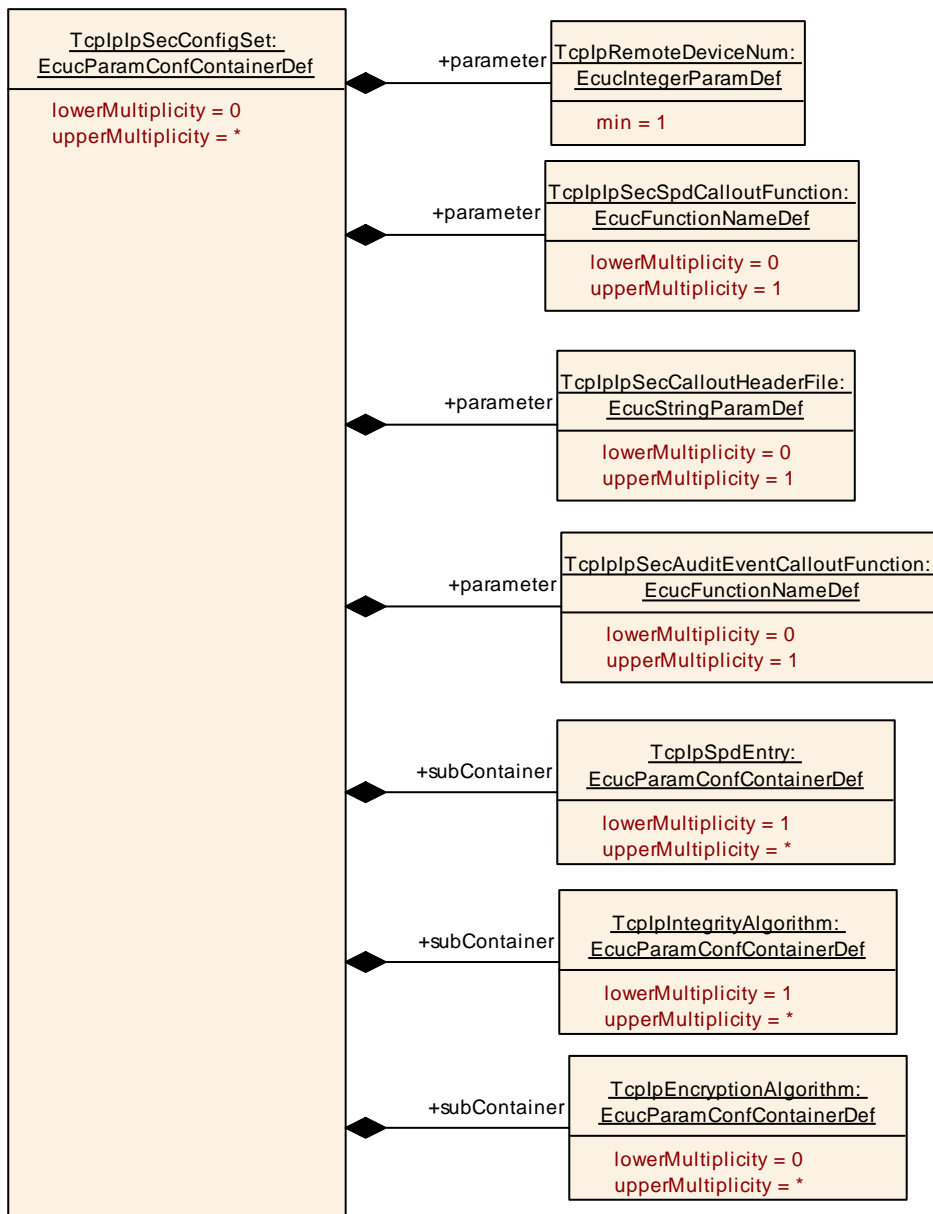 TcpIpIpSecConfigSet:
EcucParamConfContainerDef
lowerMultiplicity = 0
upperMultiplicity = *
+parameter
TcpIpRemoteDeviceNum:
EcucIntegerParamDef
min = 1
+parameter
TcpIpIpSecSpdCalloutFunction:
EcucFunctionNameDef
lowerMultiplicity = 0
upperMultiplicity = 1
+parameter
TcpIpIpSecCalloutHeaderFile:
EcucStringParamDef
lowerMultiplicity = 0
upperMultiplicity = 1
+parameter
TcpIpIpSecAuditEventCalloutFunction:
EcucFunctionNameDef
lowerMultiplicity = 0
upperMultiplicity = 1
+subContainer
TcpIpSpdEntry:
EcucParamConfContainerDef
lowerMultiplicity = 1
upperMultiplicity = *
+subContainer
TcpIpIntegrityAlgorithm:
EcucParamConfContainerDef
lowerMultiplicity = 1
upperMultiplicity = *
+subContainer
TcpIpEncryptionAlgorithm:
EcucParamConfContainerDef
lowerMultiplicity = 0
upperMultiplicity = *